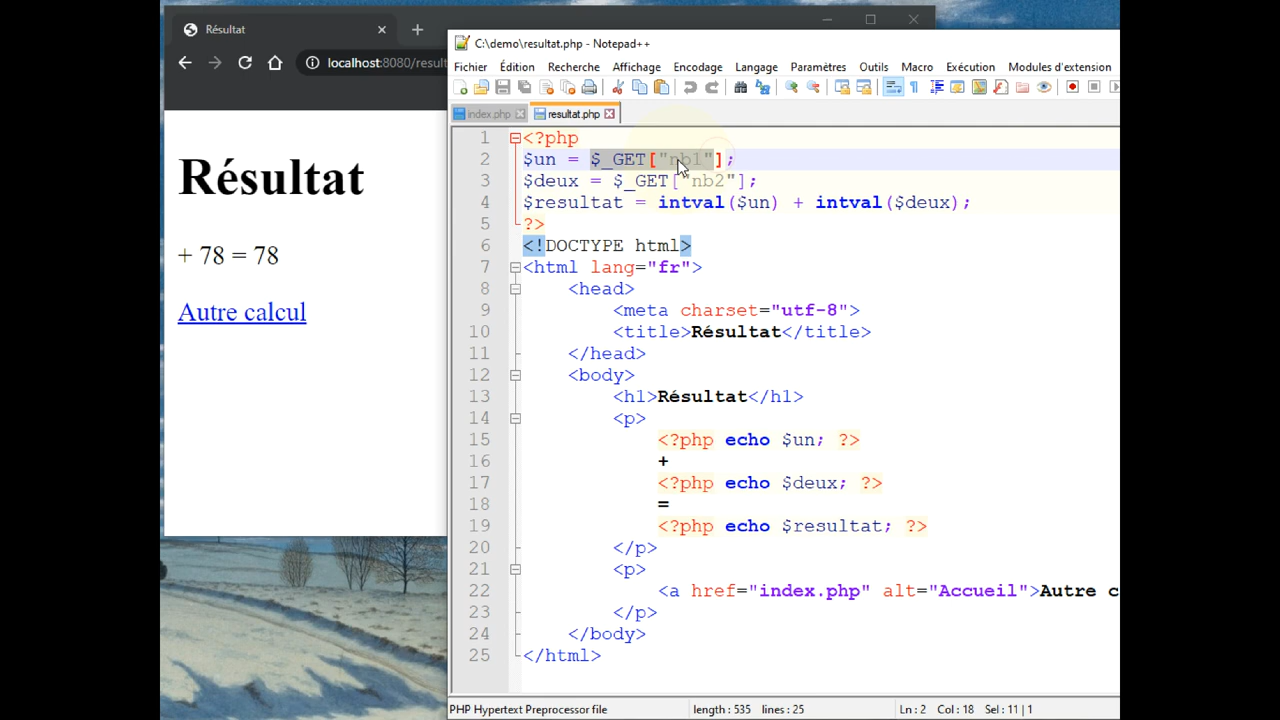 Résultat
localhost:8080/result
Résultat
+ 78 = 78
Autre calcul
C:\demo\resultat.php - Notepad++
Fichier Édition Recherche Affichage Encodage Langage Paramètres Outils Macro Exécution Modules d'extension
index.php resultat.php
1 <?php
2 $un = $_GET["nb1"];
3 $deux = $_GET["nb2"];
4 $resultat = intval($un) + intval($deux);
5 ?>
6 <!DOCTYPE html>
7 <html lang="fr">
8 <head>
9 <meta charset="utf-8">
10 <title>Résultat</title>
11 </head>
12 <body>
13 <h1>Résultat</h1>
14 <p>
15 <?php echo $un; ?>
16 +
17 <?php echo $deux; ?>
18 =
19 <?php echo $resultat; ?>
20 </p>
21 <p>
22 <a href="index.php" alt="Accueil">Autre c
23 </p>
24 </body>
25 </html>
PHP Hypertext Preprocessor file length : 535 lines : 25 Ln : 2 Col : 18 Sel : 11 | 1